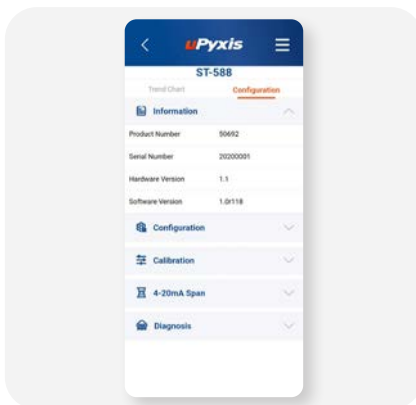 uPyxis
ST-588
Trend Chart Configuration
Information
Product Number 50692
Serial Number 20200001
Hardware Version 1.1
Software Version 1.0r118
Configuration
Calibration
4-20mA Span
Diagnosis